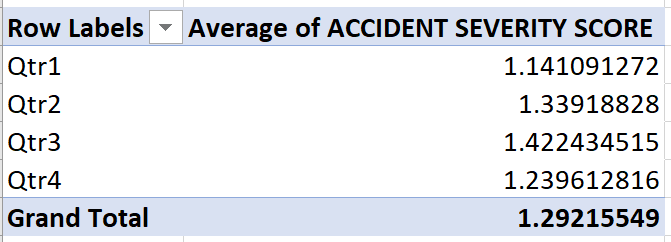 Row Labels Average of ACCIDENT SEVERITY SCORE
Qtr1 1.141091272
Qtr2 1.33918828
Qtr3 1.422434515
Qtr4 1.239612816
Grand Total 1.29215549